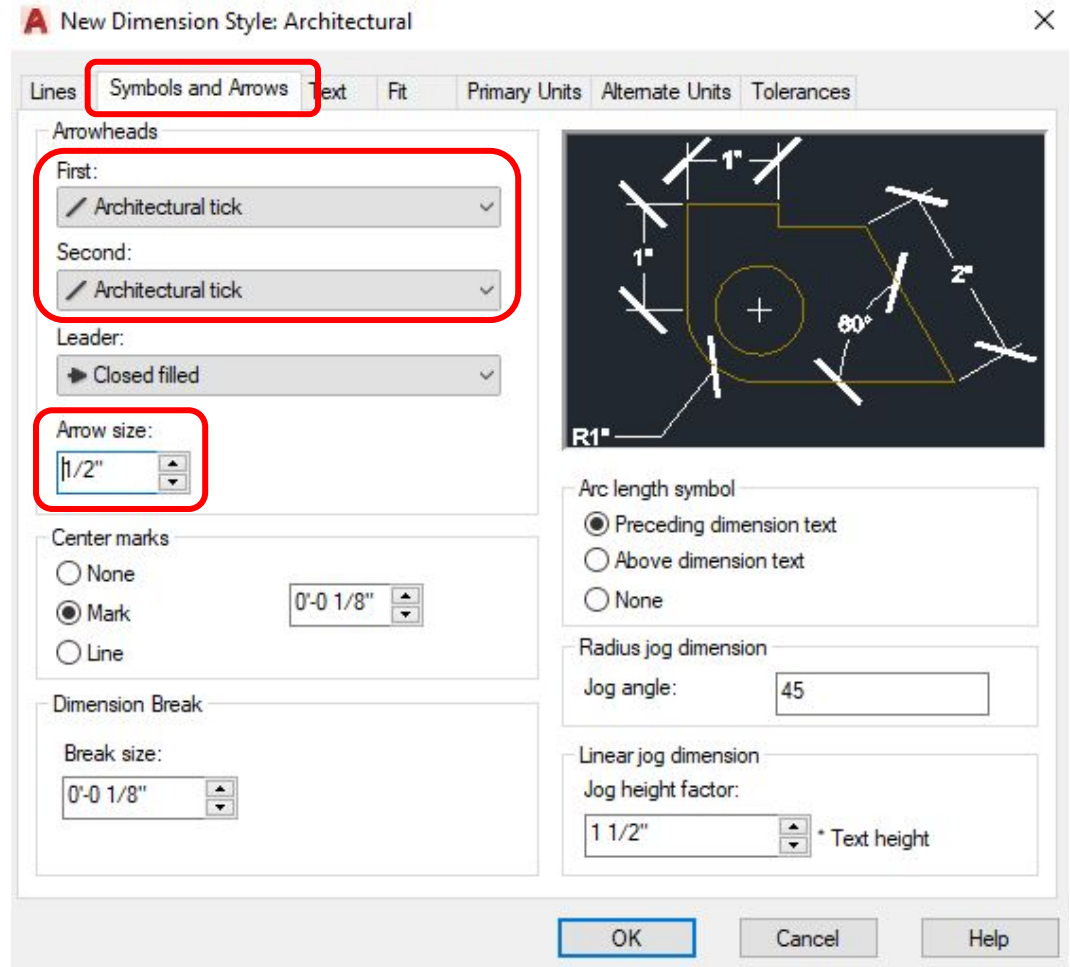 New Dimension Style: Architectural
Lines Symbols and Arrows Text Fit Primary Units Alternate Units Tolerances
Arrowheads
First:
Architectural tick
Second:
Architectural tick
Leader:
Closed filled
Arrow size:
1/2"
Center marks
None
Mark
0'-0 1/8"
Line
Dimension Break
Break size:
0'-0 1/8"
1"
1"
2"
60°
R1"
Arc length symbol
Preceding dimension text
Above dimension text
None
Radius jog dimension
Jog angle:
45
Linear jog dimension
Jog height factor:
1 1/2"
* Text height
OK Cancel Help